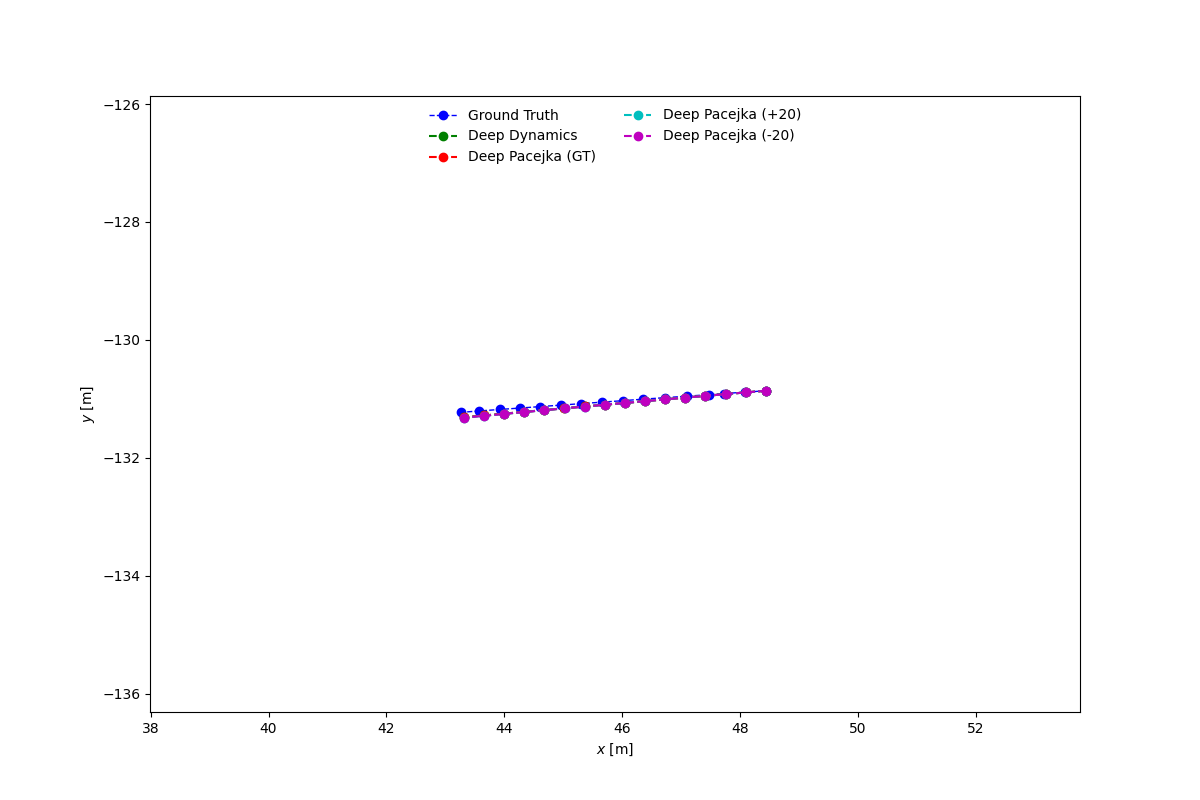 Ground Truth
Deep Dynamics
Deep Pacejka (GT)
Deep Pacejka (+20)
Deep Pacejka (-20)
−126
−128
−130
−132
−134
−136
y [m]
38 40 42 44 46 48 50 52
x [m]